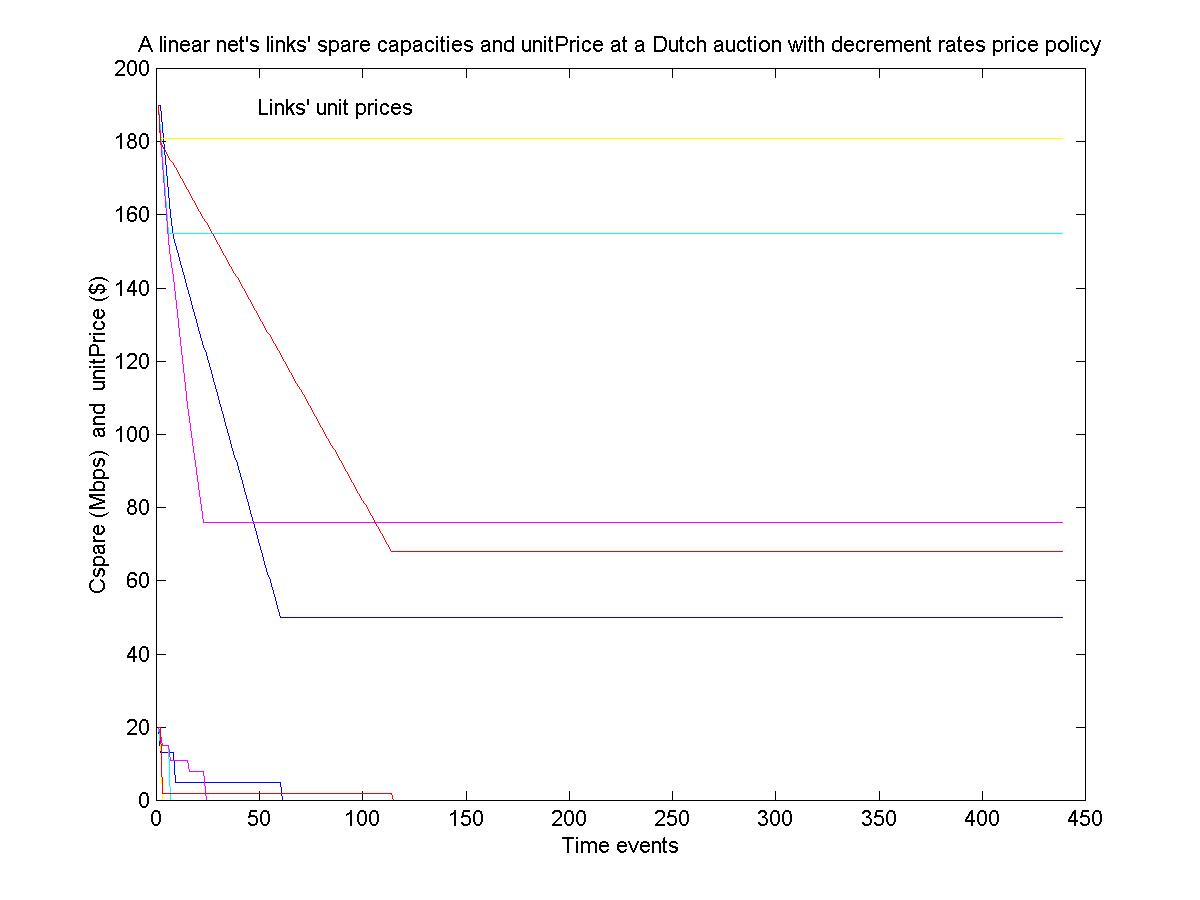 A linear net's links' spare capacities and unitPrice at a Dutch auction with decrement rates price policy
200
180
160
140
120
100
80
60
40
20
0
Cspare (Mbps)  and  unitPrice ($)
Links' unit prices
0 50 100 150 200 250 300 350 400 450
Time events